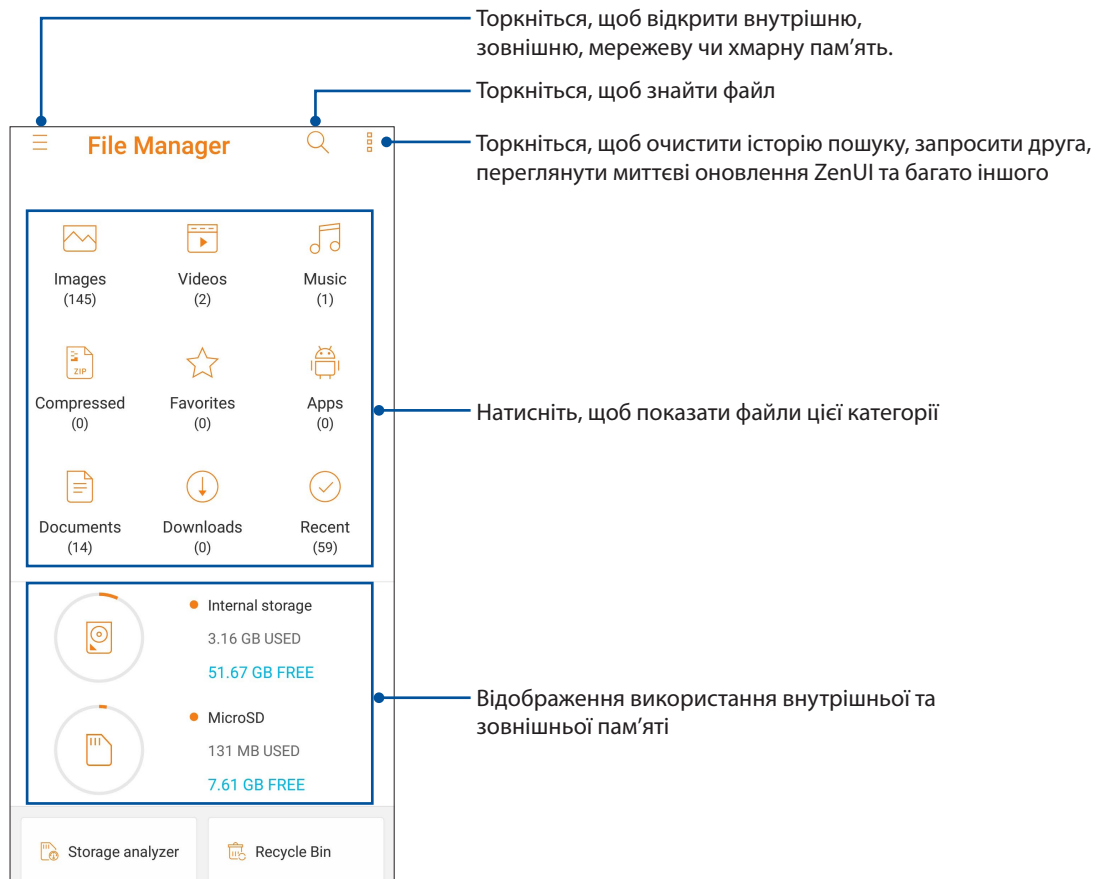 Торкніться, щоб відкрити внутрішню,
зовнішню, мережеву чи хмарну пам’ять.
Торкніться, щоб знайти файл
File Manager
Торкніться, щоб очистити історію пошуку, запросити друга,
переглянути миттєві оновлення ZenUI та багато іншого
Images
(145)
Videos
(2)
Music
(1)
ZIP
Compressed
(0)
Favorites
(0)
Apps
(0)
Натисніть, щоб показати файли цієї категорії
Documents
(14)
Downloads
(0)
Recent
(59)
Internal storage
3.16 GB USED
51.67 GB FREE
MicroSD
131 MB USED
7.61 GB FREE
Відображення використання внутрішньої та
зовнішньої пам’яті
Storage analyzer
Recycle Bin